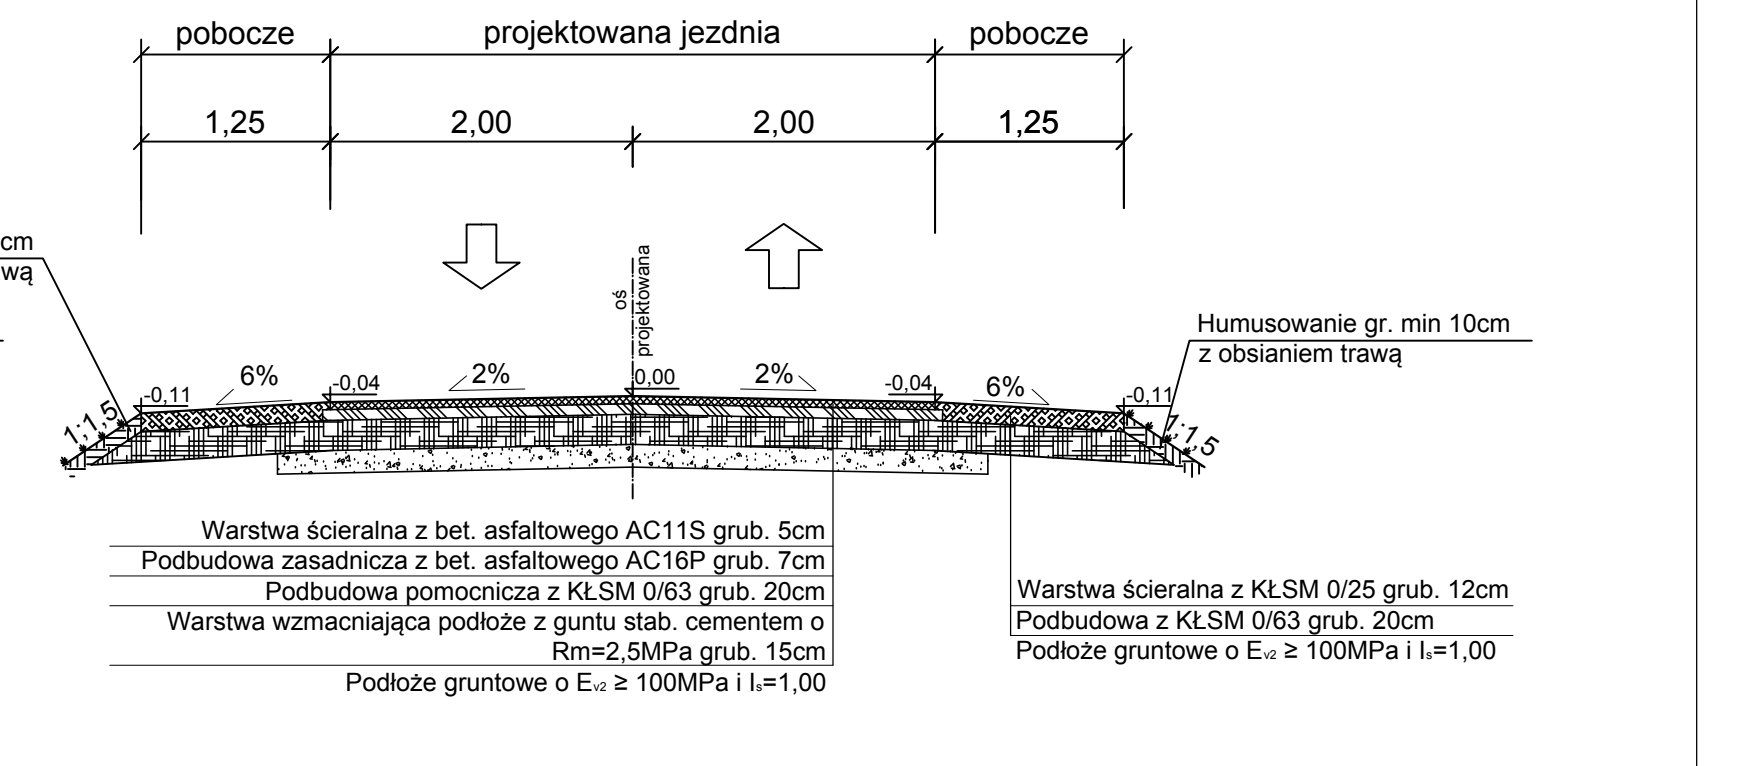 pobocze projektowana jezdnia pobocze
1,25 2,00 2,00 1,25
cm
wą
oś
projektowana
Humusowanie gr. min 10cm
z obsianiem trawą
1:1,5 -0,11 6% -0,04 2% 0,00 2% -0,04 6% -0,11 1:1,5
Warstwa ścieralna z bet. asfaltowego AC11S grub. 5cm
Podbudowa zasadnicza z bet. asfaltowego AC16P grub. 7cm
Podbudowa pomocnicza z KŁSM 0/63 grub. 20cm
Warstwa wzmacniająca podłoże z guntu stab. cementem o
Rm=2,5MPa grub. 15cm
Podłoże gruntowe o Ev2 ≥ 100MPa i Is=1,00
Warstwa ścieralna z KŁSM 0/25 grub. 12cm
Podbudowa z KŁSM 0/63 grub. 20cm
Podłoże gruntowe o Ev2 ≥ 100MPa i Is=1,00